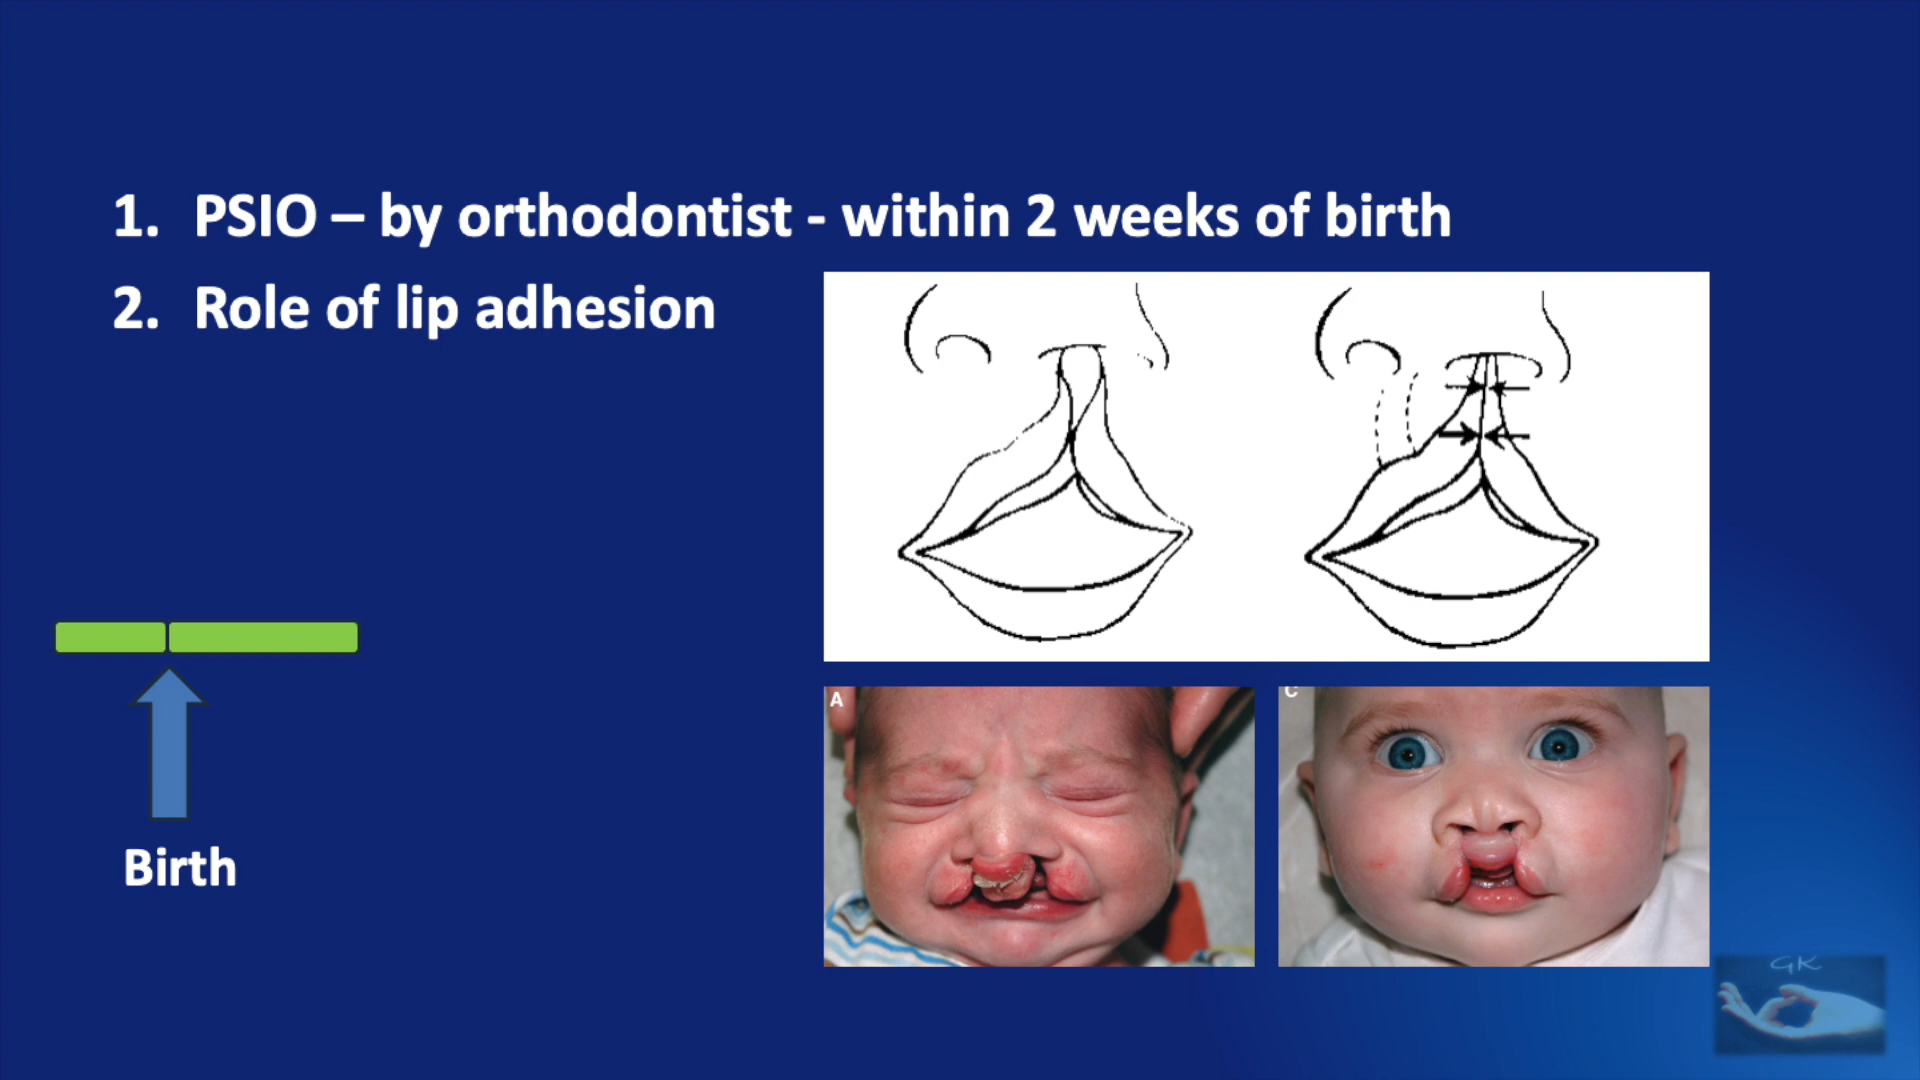 1. PSIO – by orthodontist - within 2 weeks of birth
2. Role of lip adhesion
A
C
Birth
GK